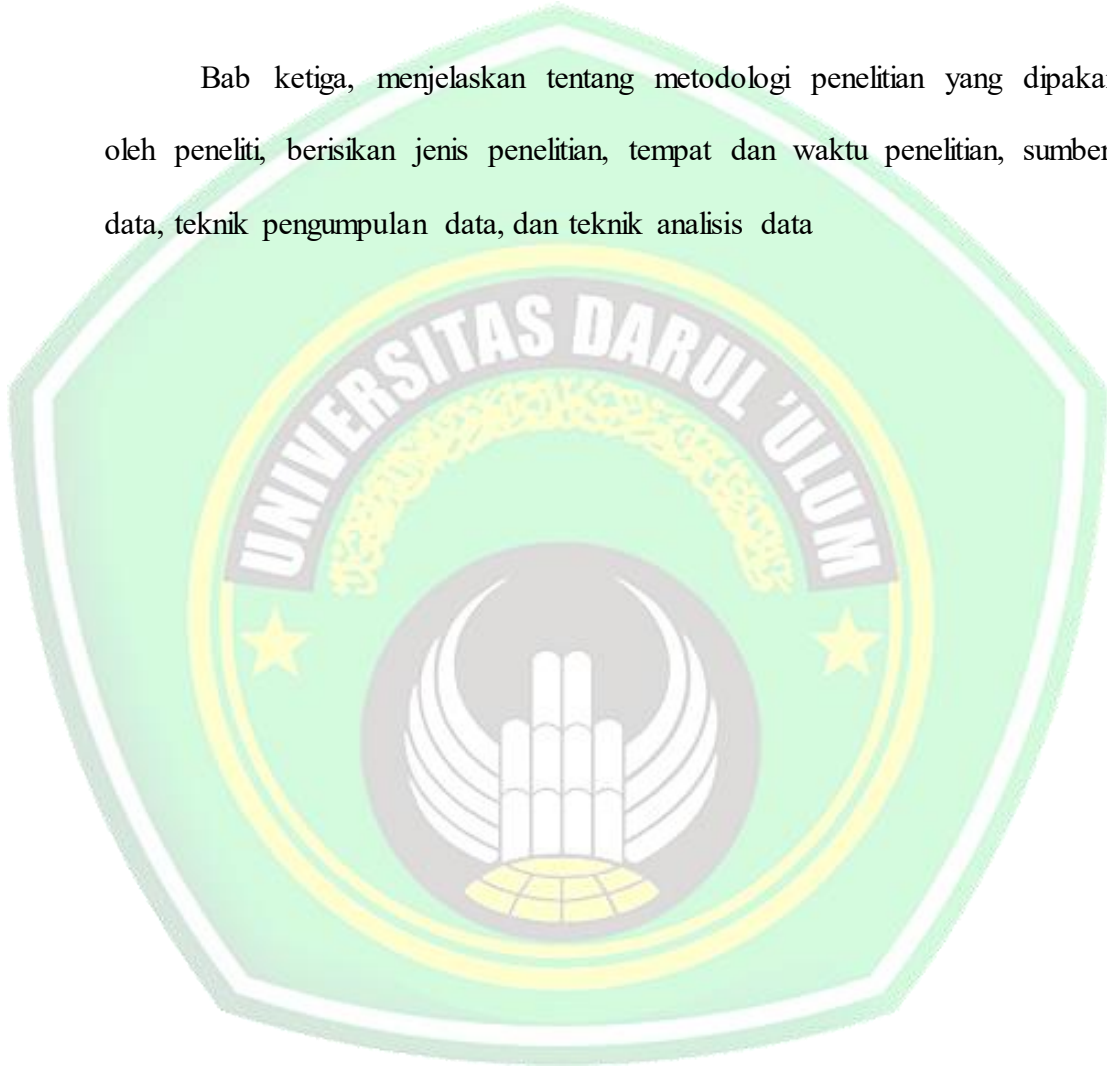 Bab ketiga, menjelaskan tentang metodologi penelitian yang dipakai
oleh peneliti, berisikan jenis penelitian, tempat dan waktu penelitian, sumber
data, teknik pengumpulan data, dan teknik analisis data
UNIVERSITAS DARUL 'ULUM